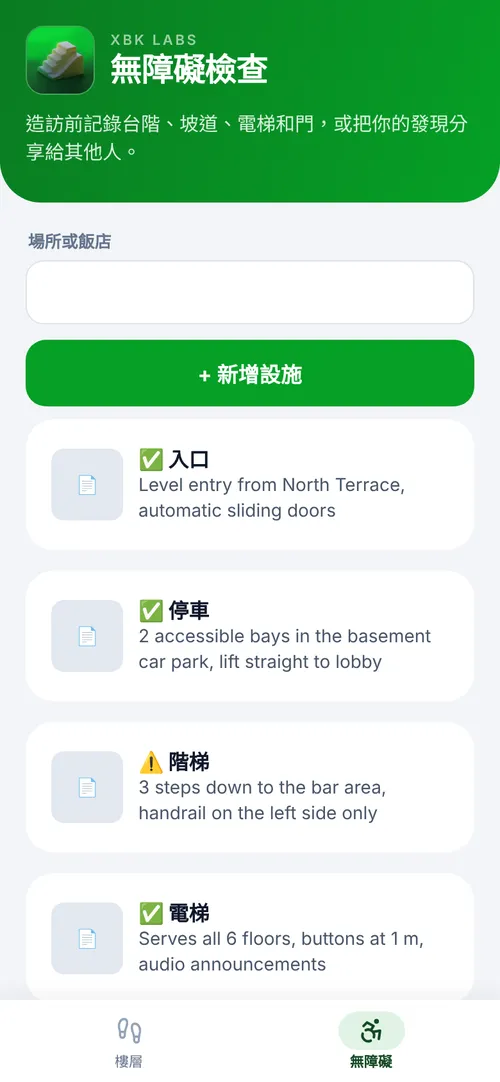 XBK LABS
無障礙檢查
造訪前記錄台階、坡道、電梯和門，或把你的發現分
享給其他人。
場所或飯店
+ 新增設施
✅ 入口
Level entry from North Terrace,
automatic sliding doors
✅ 停車
2 accessible bays in the basement
car park, lift straight to lobby
⚠️ 階梯
3 steps down to the bar area,
handrail on the left side only
✅ 電梯
Serves all 6 floors, buttons at 1 m,
audio announcements
樓層
無障礙